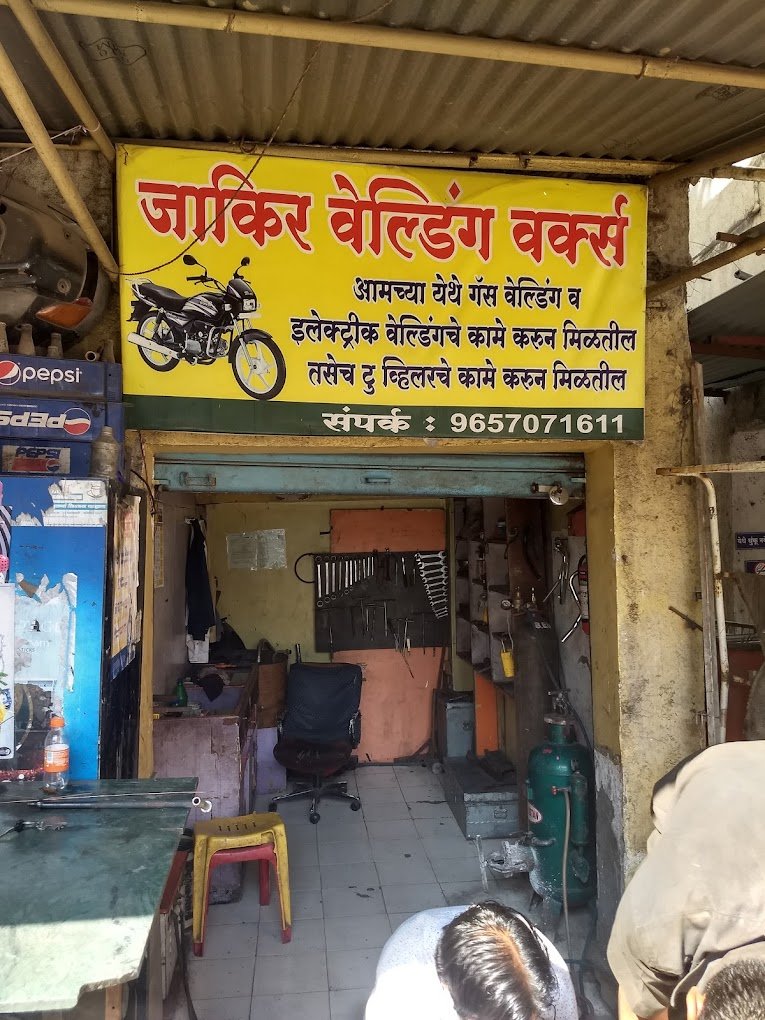 जाकिर वेल्डिंग वर्क्स
आमच्या येथे गॅस वेल्डिंग व
इलेक्ट्रीक वेल्डिंगचे कामे करुन मिळतील
तसेच टु व्हिलरचे कामे करुन मिळतील
संपर्क : 9657071611
pepsi
PEPSI
PEPSI